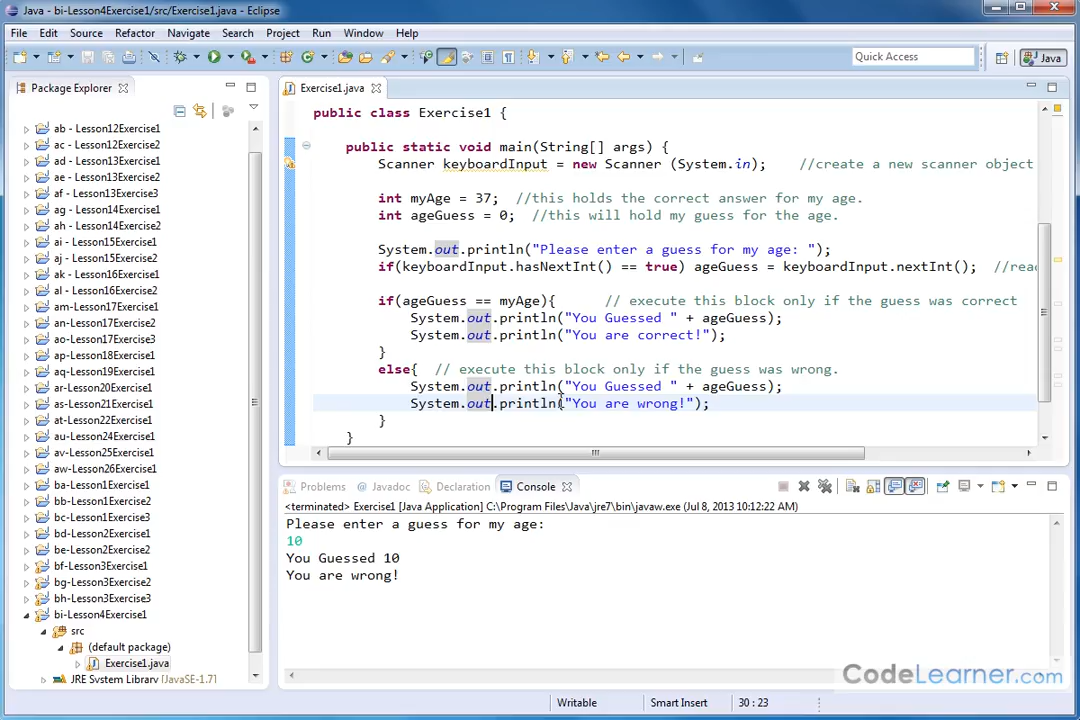 Java - bi-Lesson4Exercise1/src/Exercise1.java - Eclipse
File Edit Source Refactor Navigate Search Project Run Window Help
Quick Access
Java
Package Explorer
ab - Lesson12Exercise1
ac - Lesson12Exercise2
ad - Lesson13Exercise1
ae - Lesson13Exercise2
af - Lesson13Exercise3
ag - Lesson14Exercise1
ah - Lesson14Exercise2
ai - Lesson15Exercise1
aj - Lesson15Exercise2
ak - Lesson16Exercise1
al - Lesson16Exercise2
am-Lesson17Exercise1
an-Lesson17Exercise2
ao-Lesson17Exercise3
ap-Lesson18Exercise1
aq-Lesson19Exercise1
ar-Lesson20Exercise1
as-Lesson21Exercise1
at-Lesson22Exercise1
au-Lesson24Exercise1
av-Lesson25Exercise1
aw-Lesson26Exercise1
ba-Lesson1Exercise1
bb-Lesson1Exercise2
bc-Lesson1Exercise3
bd-Lesson2Exercise1
be-Lesson2Exercise2
bf-Lesson3Exercise1
bg-Lesson3Exercise2
bh-Lesson3Exercise3
bi-Lesson4Exercise1
src
(default package)
Exercise1.java
JRE System Library [JavaSE-1.7]
Exercise1.java
public class Exercise1 {
public static void main(String[] args) {
Scanner keyboardInput = new Scanner (System.in); //create a new scanner object
int myAge = 37; //this holds the correct answer for my age.
int ageGuess = 0; //this will hold my guess for the age.
System.out.println("Please enter a guess for my age: ");
if(keyboardInput.hasNextInt() == true) ageGuess = keyboardInput.nextInt(); //rea
if(ageGuess == myAge){ // execute this block only if the guess was correct
System.out.println("You Guessed " + ageGuess);
System.out.println("You are correct!");
}
else{ // execute this block only if the guess was wrong.
System.out.println("You Guessed " + ageGuess);
System.out.println("You are wrong!");
}
}
Problems Javadoc Declaration Console
<terminated> Exercise1 [Java Application] C:\Program Files\Java\jre7\bin\javaw.exe (Jul 8, 2013 10:12:22 AM)
Please enter a guess for my age:
10
You Guessed 10
You are wrong!
CodeLearner.com
Writable Smart Insert 30 : 23